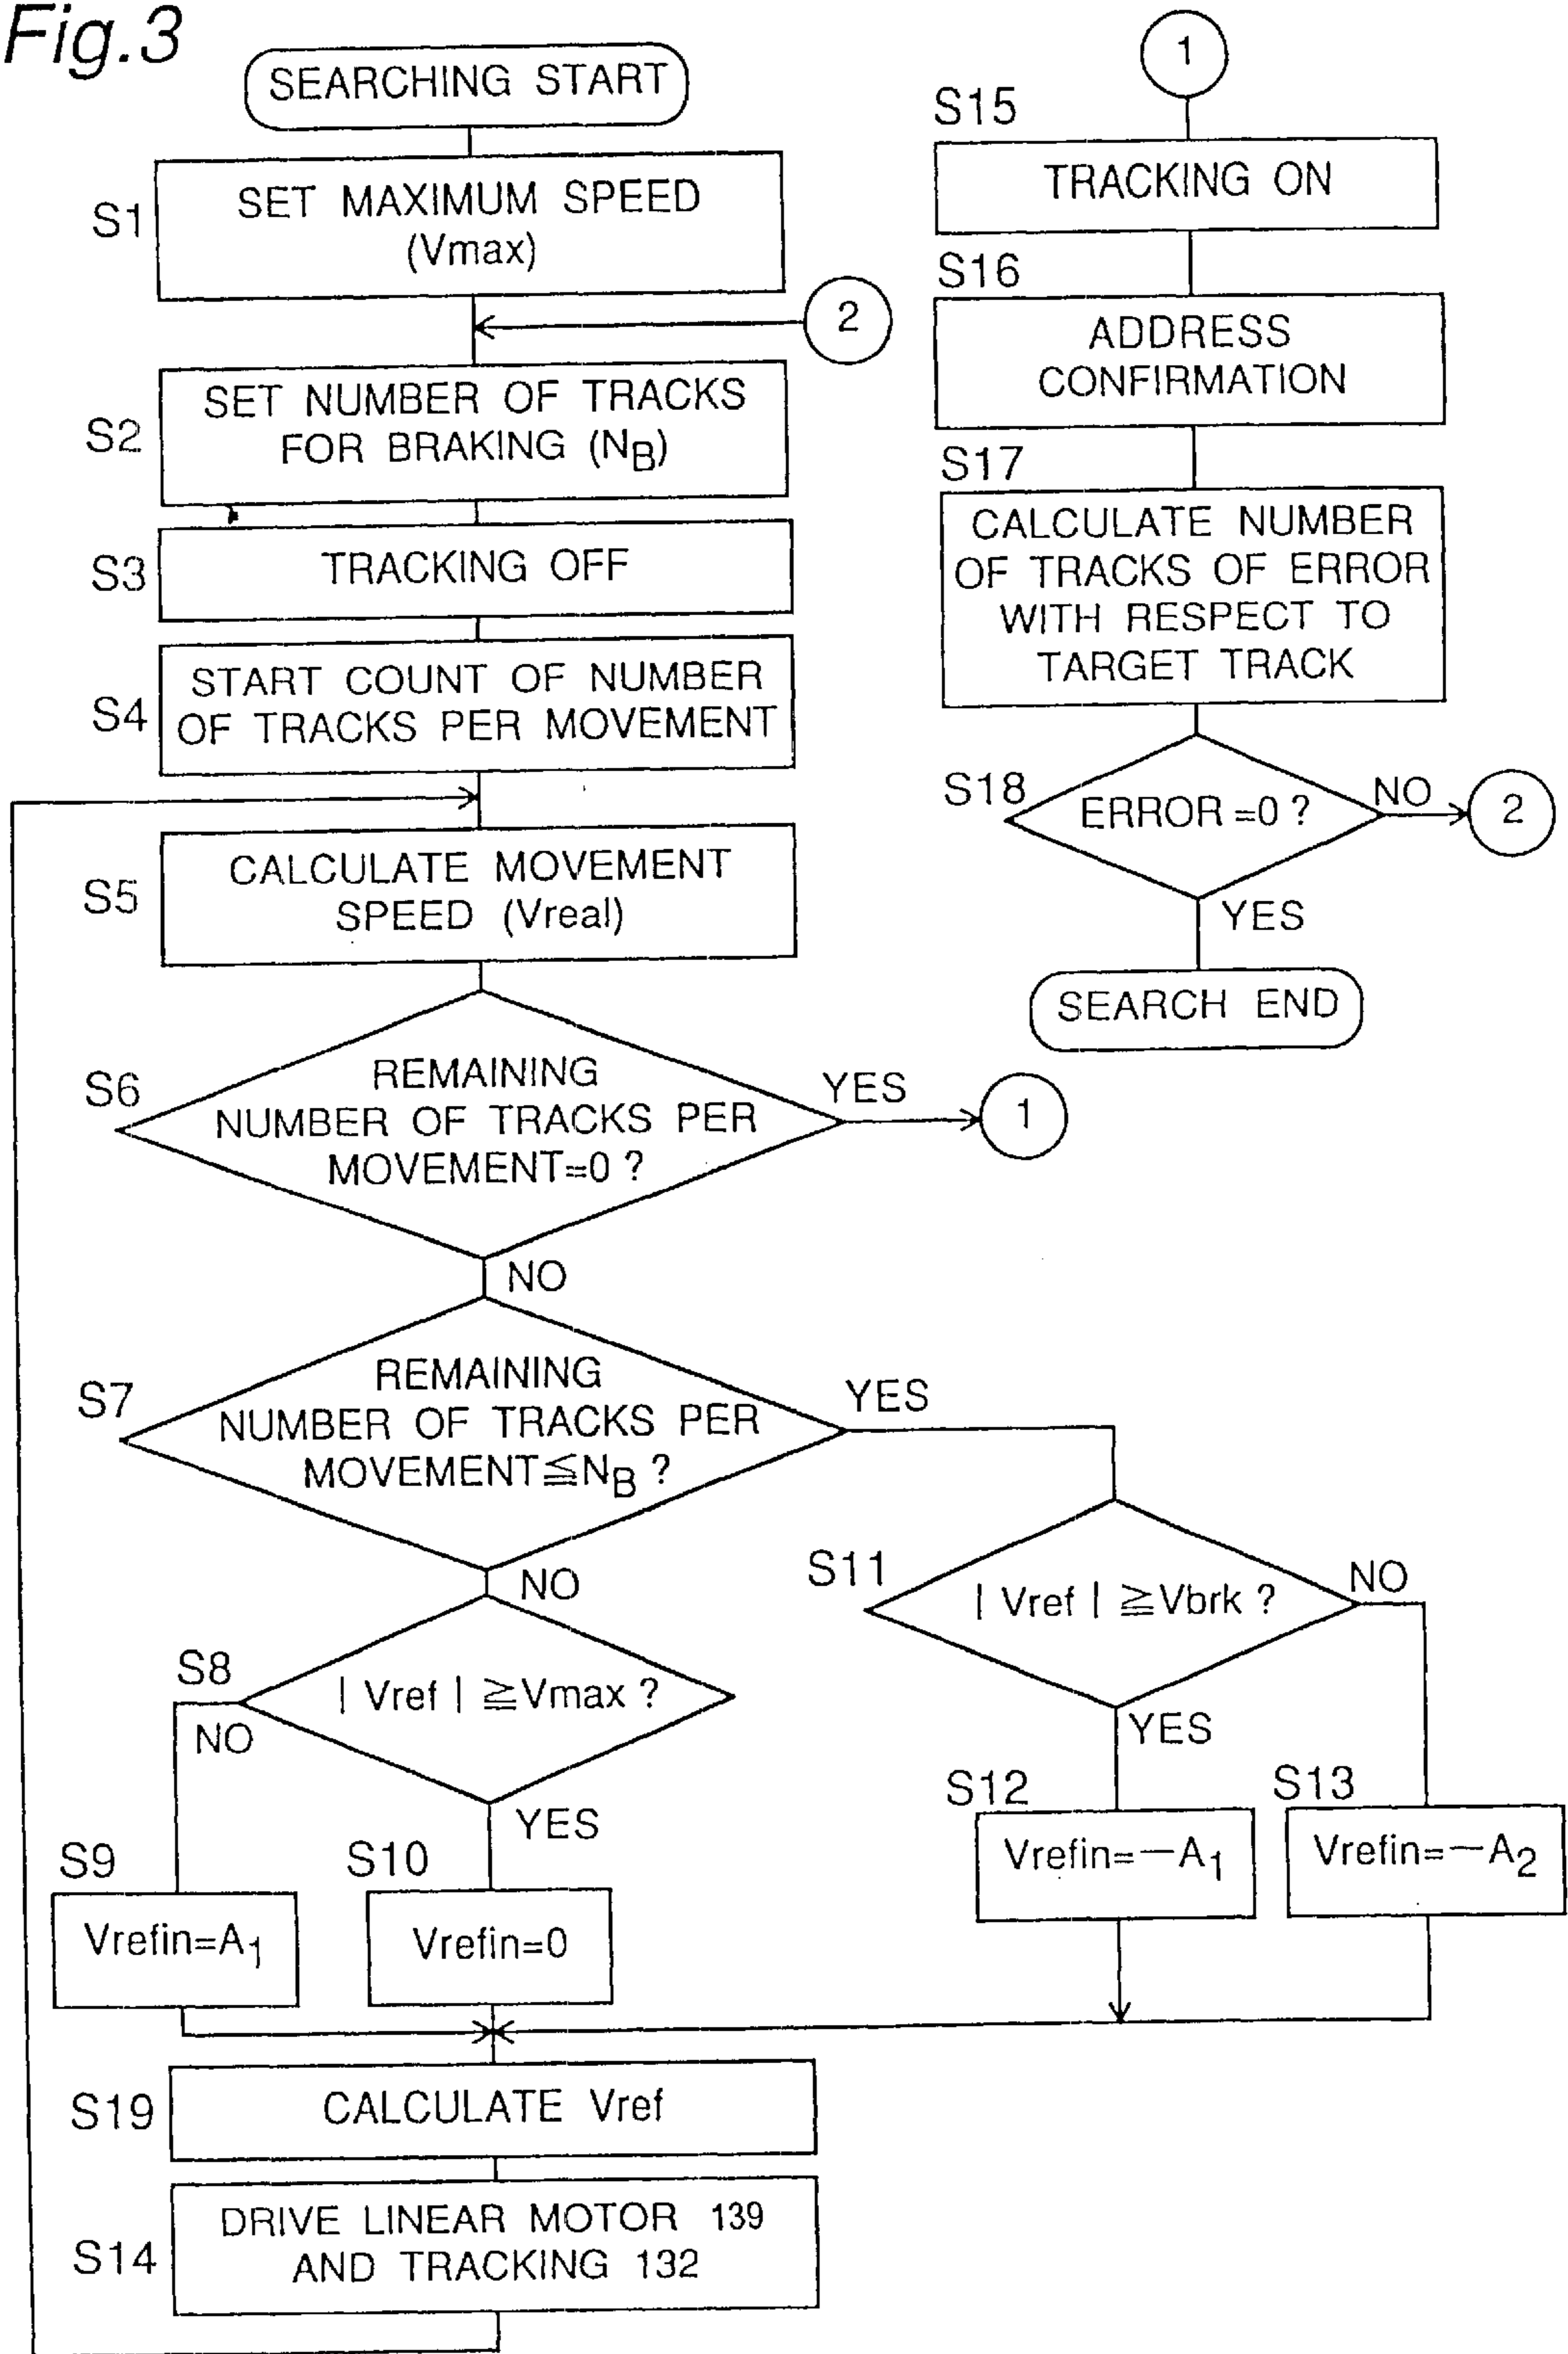 Fig.3
SEARCHING START
S1
SET MAXIMUM SPEED
(Vmax)
2
S2
SET NUMBER OF TRACKS
FOR BRAKING (NB)
S3
TRACKING OFF
S4
START COUNT OF NUMBER
OF TRACKS PER MOVEMENT
S5
CALCULATE MOVEMENT
SPEED (Vreal)
S6
REMAINING
NUMBER OF TRACKS PER
MOVEMENT=0 ?
YES
1
NO
S7
REMAINING
NUMBER OF TRACKS PER
MOVEMENT≦NB ?
YES
NO
S8
| Vref | ≧Vmax ?
NO
YES
S9
Vrefin=A1
S10
Vrefin=0
S11
| Vref | ≧Vbrk ?
NO
YES
S12
Vrefin=−A1
S13
Vrefin=−A2
S19
CALCULATE Vref
S14
DRIVE LINEAR MOTOR 139
AND TRACKING 132
1
S15
TRACKING ON
S16
ADDRESS
CONFIRMATION
S17
CALCULATE NUMBER
OF TRACKS OF ERROR
WITH RESPECT TO
TARGET TRACK
S18
ERROR=0 ?
NO
2
YES
SEARCH END